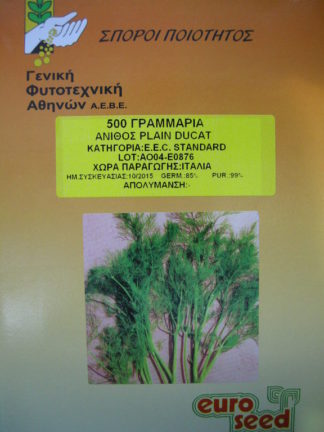 ΣΠΟΡΟΙ ΠΟΙΟΤΗΤΟΣ
Γενική
Φυτοτεχνική
Αθηνών Α.Ε.Β.Ε.
500 ΓΡΑΜΜΑΡΙΑ
ΑΝΙΘΟΣ PLAIN DUCAT
ΚΑΤΗΓΟΡΙΑ:E.E.C. STANDARD
LOT:AO04-E0876
ΧΩΡΑ ΠΑΡΑΓΩΓΗΣ:ΙΤΑΛΙΑ
ΗΜ.ΣΥΣΚΕΥΑΣΙΑΣ:10/2015 GERM.:85% PUR.:99%
ΑΠΟΛΥΜΑΝΣΗ:-
euro
seed